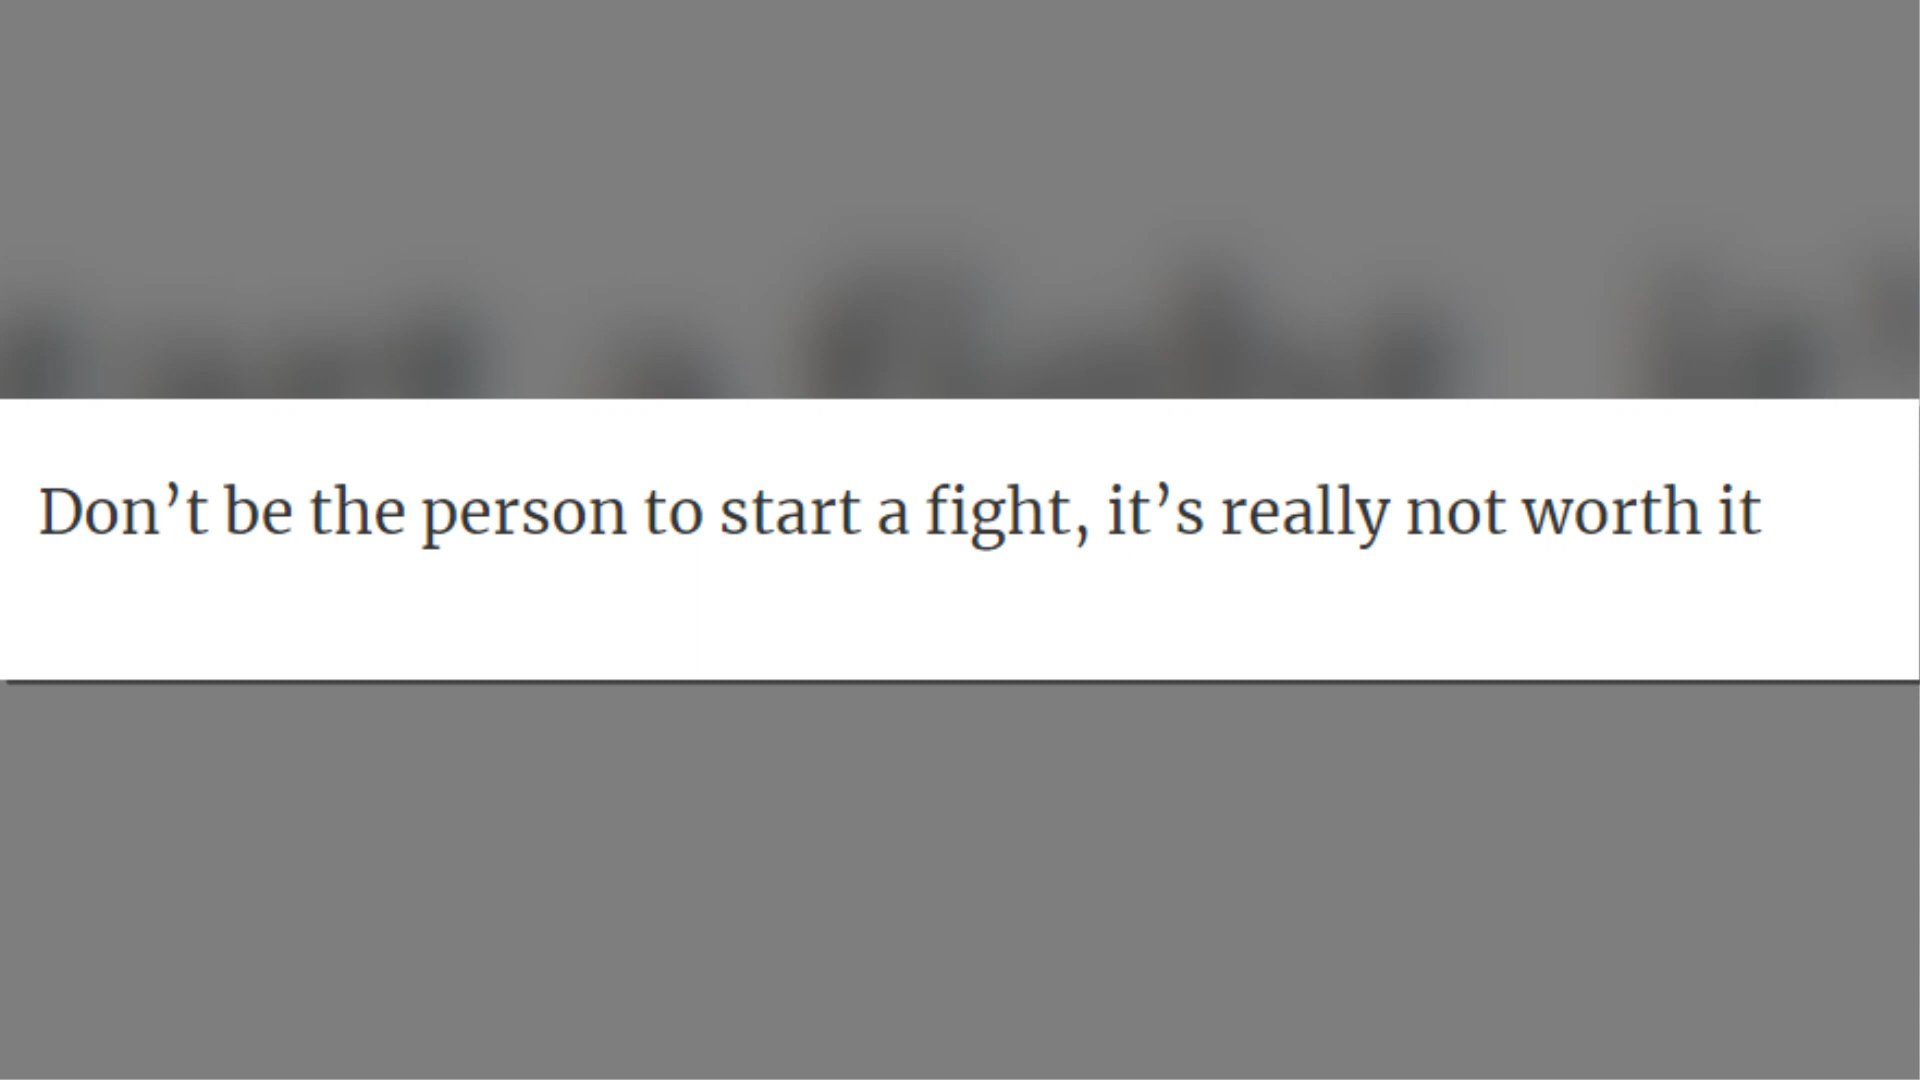 Don’t be the person to start a fight, it’s really not worth it